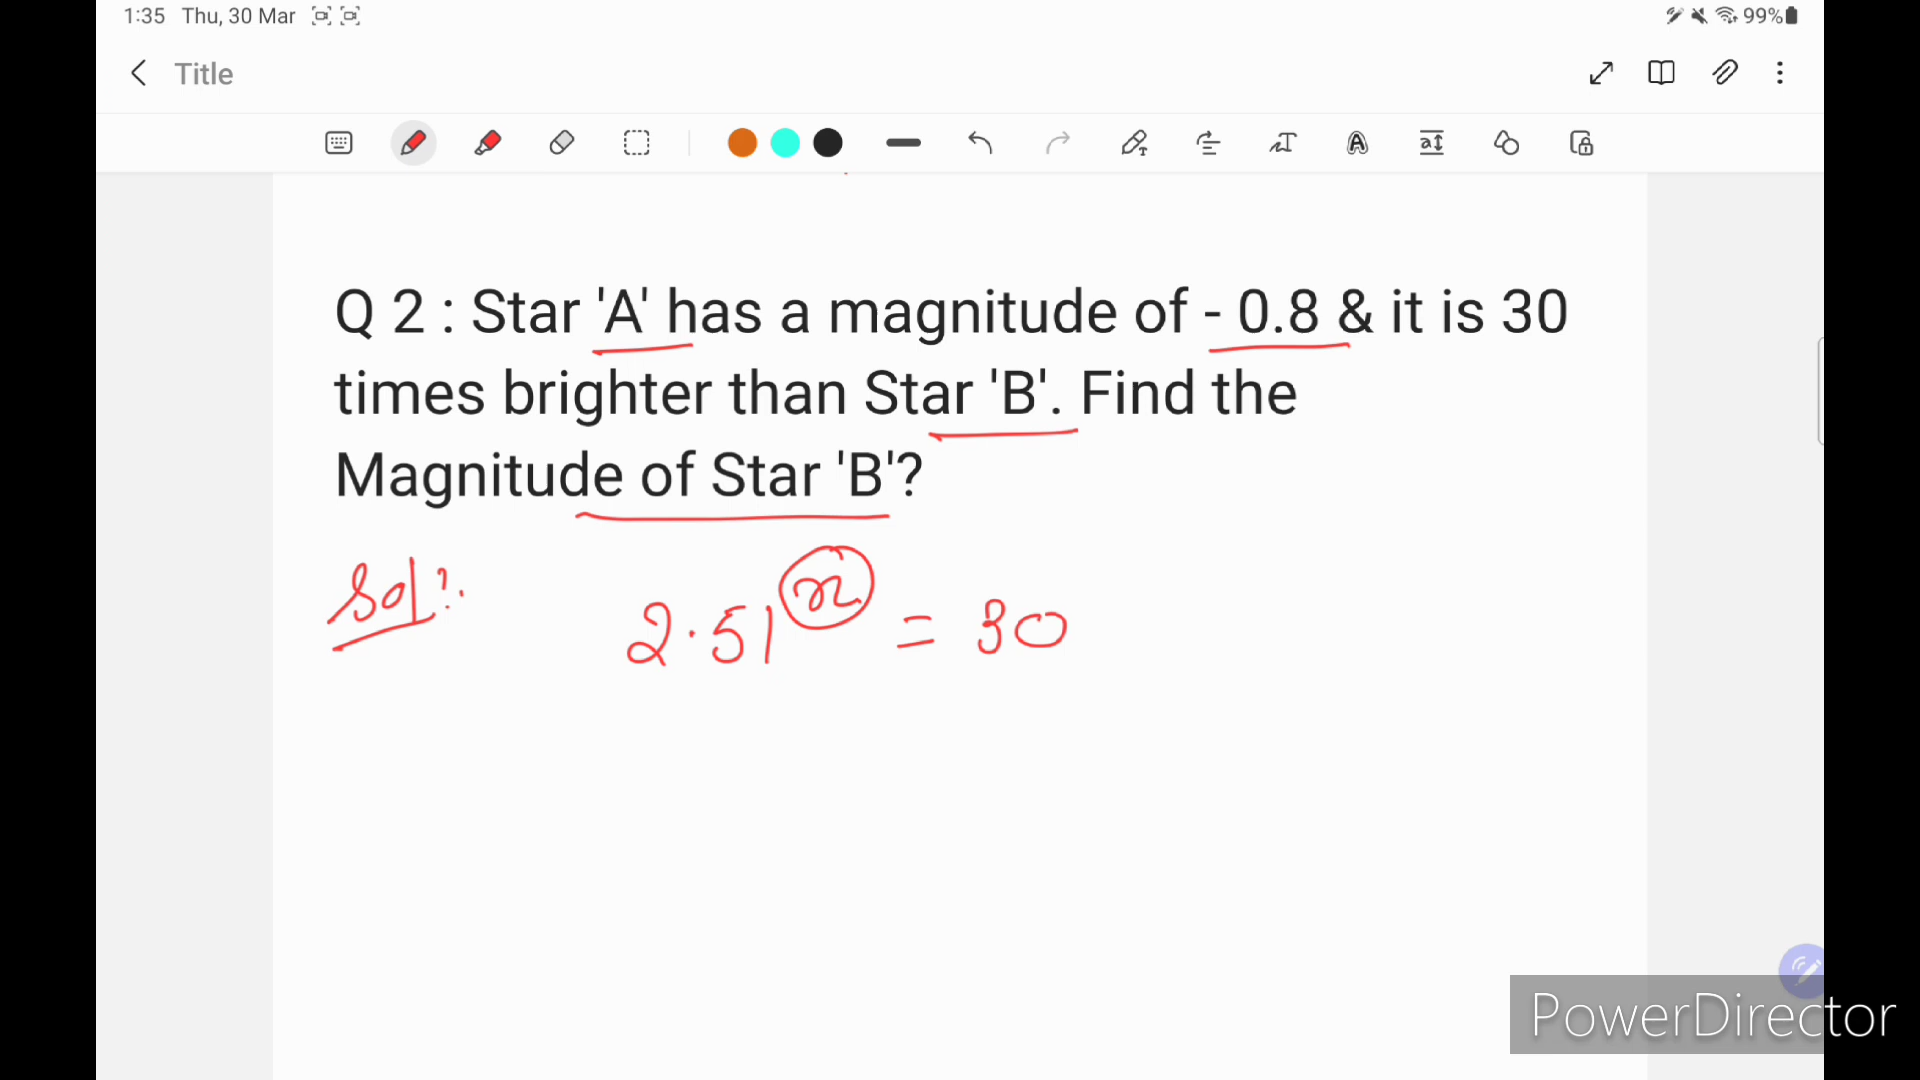 1:35 Thu, 30 Mar 99%
Title
Q 2 : Star 'A' has a magnitude of - 0.8 & it is 30
times brighter than Star 'B'. Find the
Magnitude of Star 'B'?
Sol?:
2.51^x = 30
PowerDirector